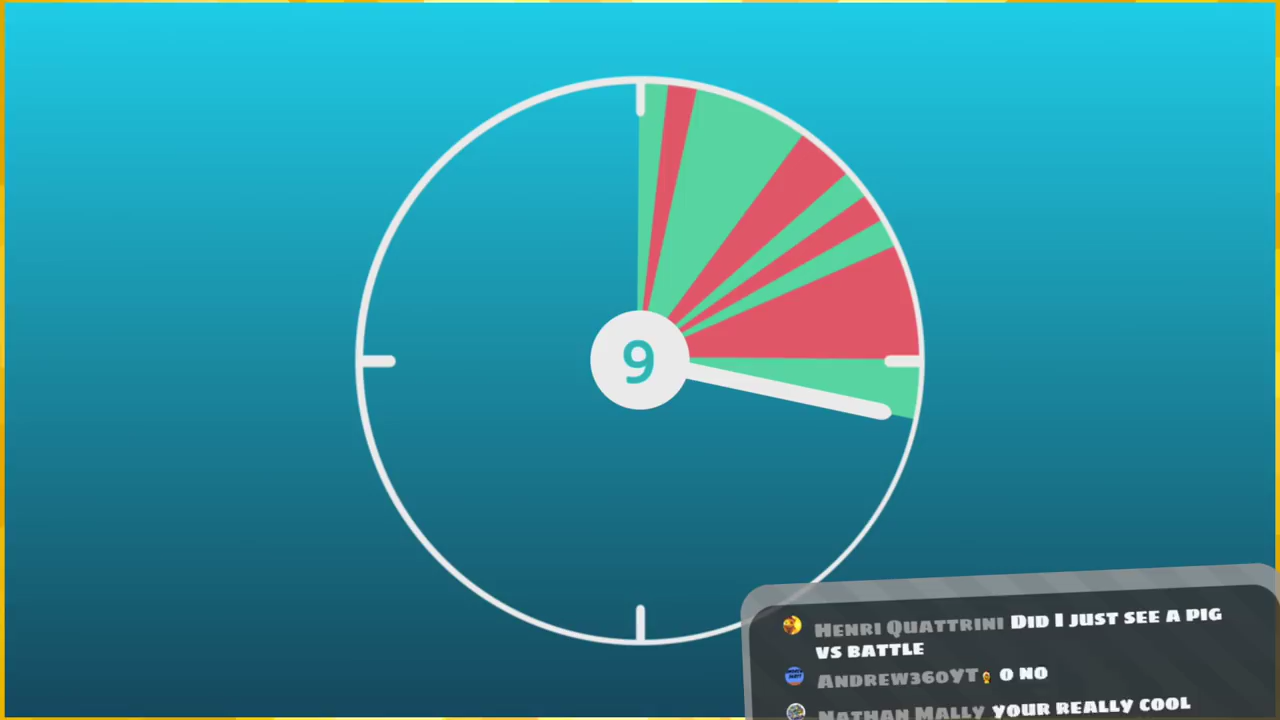 9
Henri Quattrini Did I just see a pig
vs battle
Andrew360YT o no
Nathan Mally your really cool